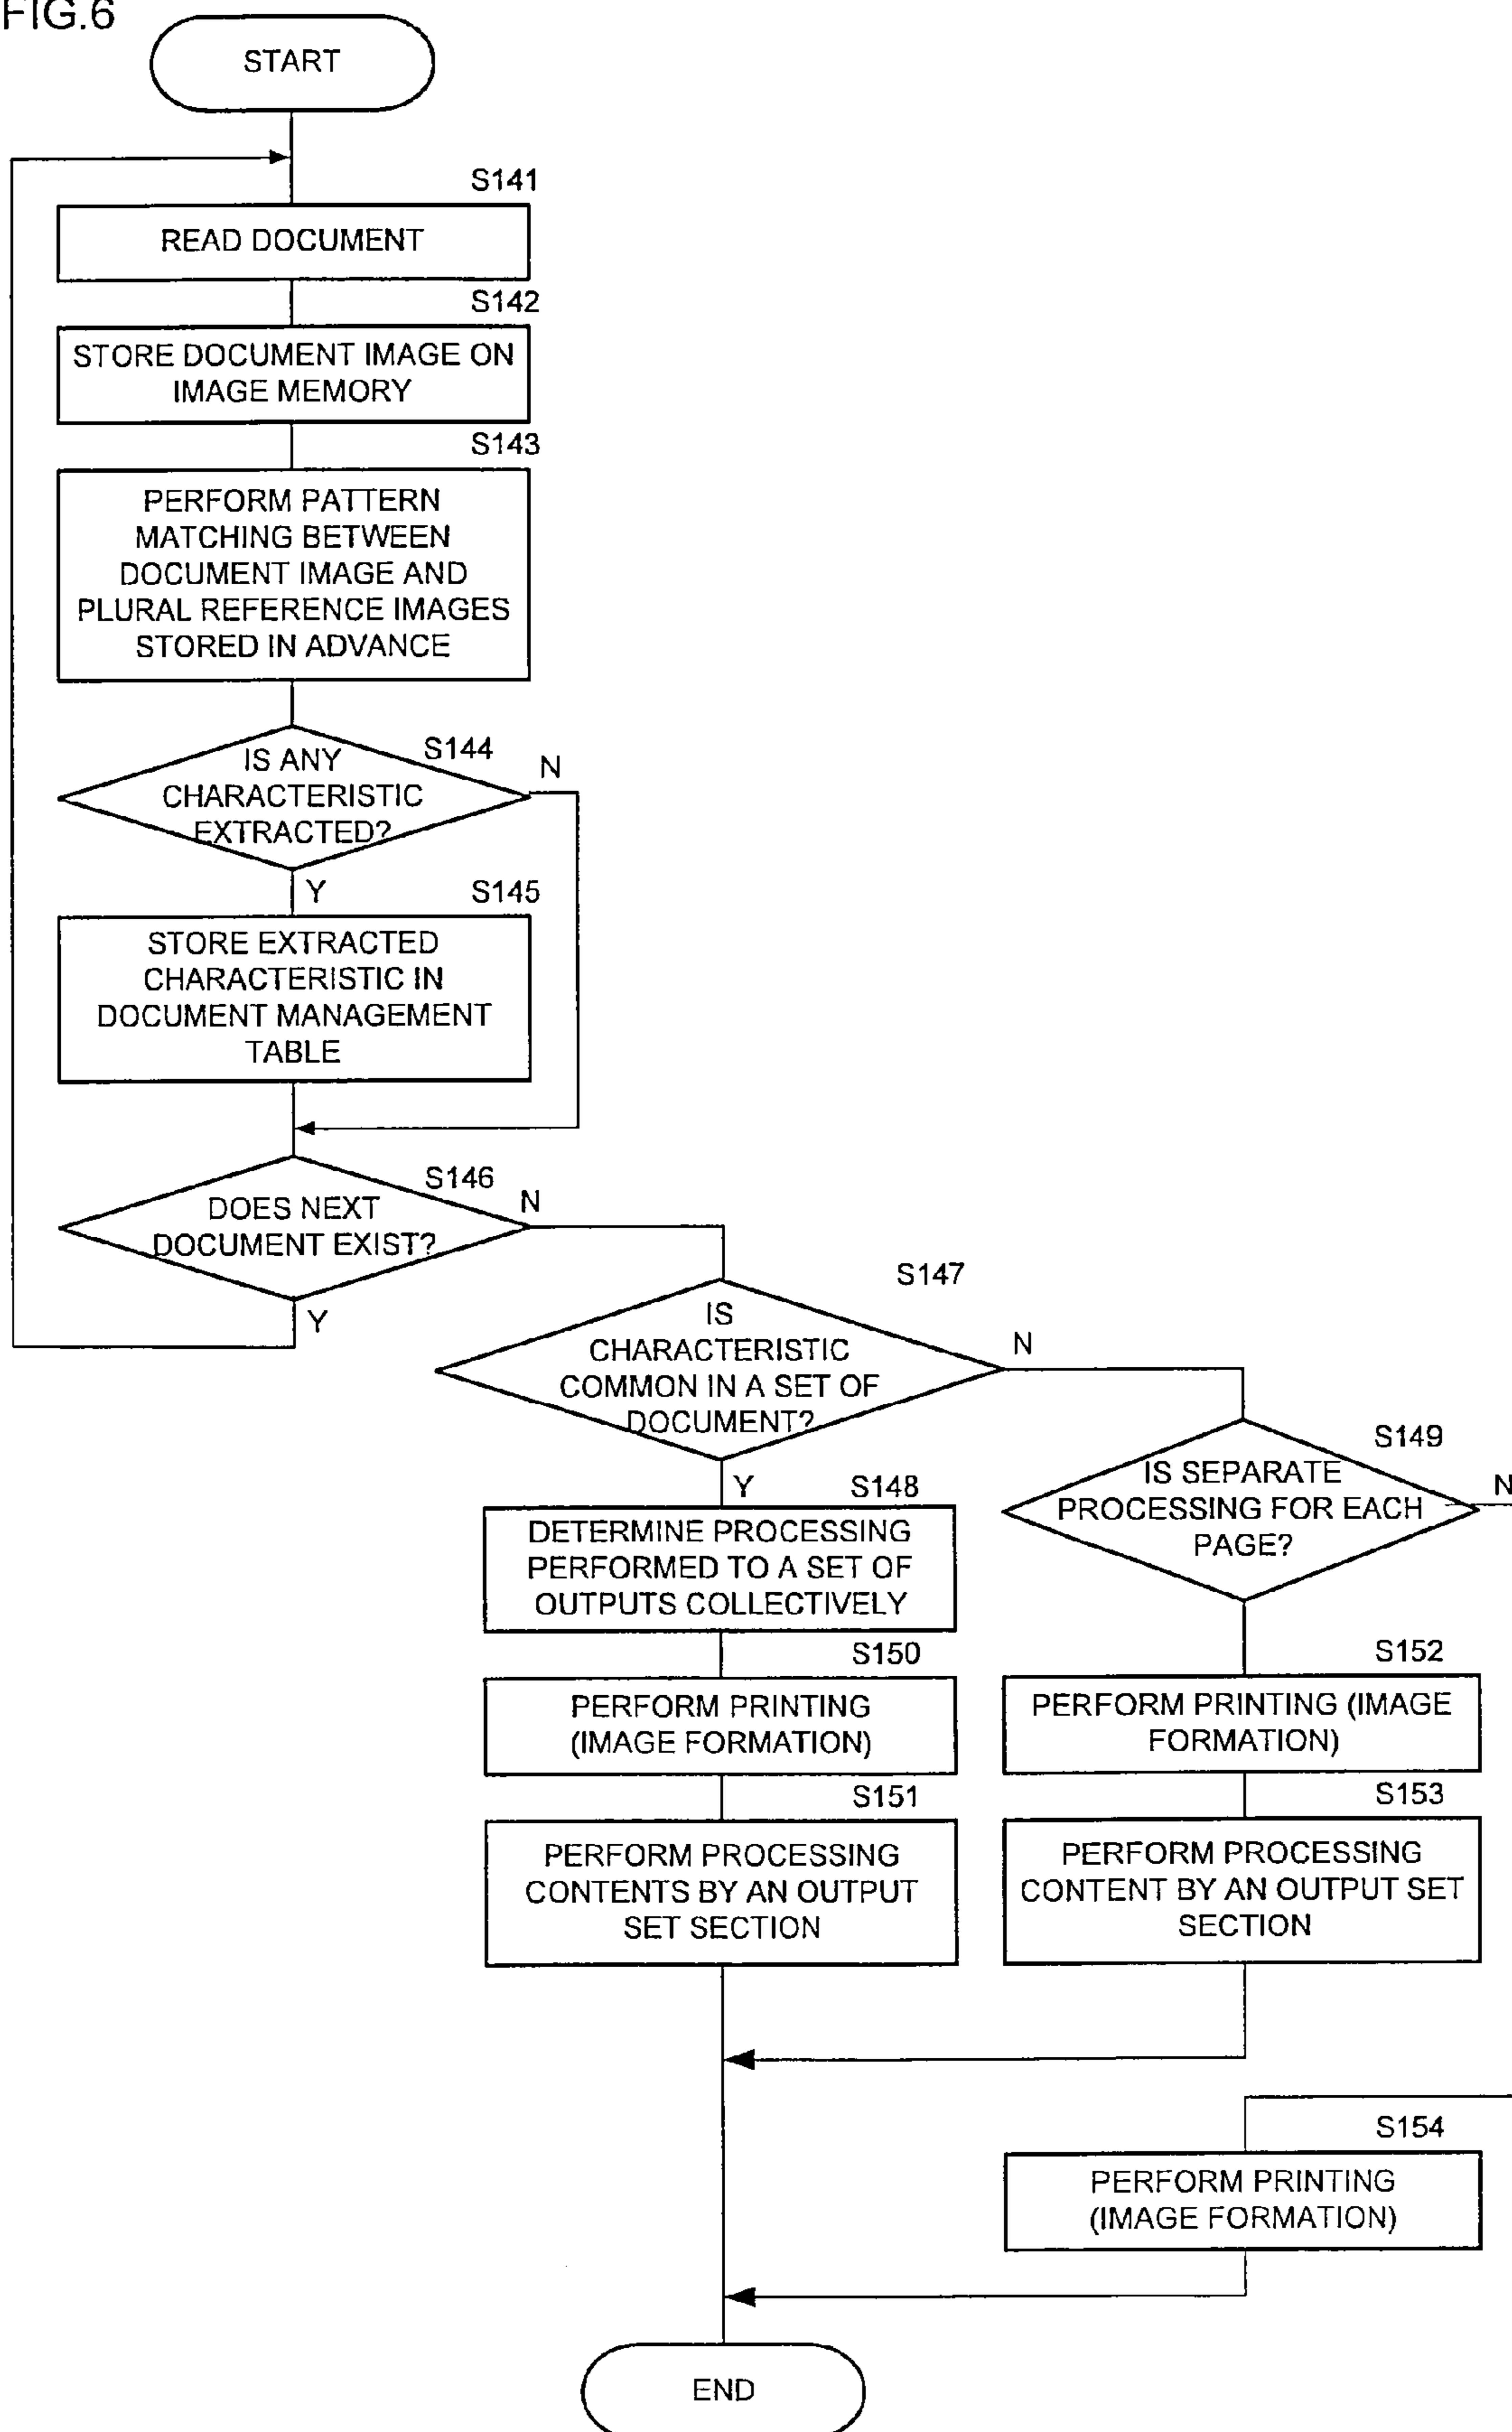 FIG.6
START
S141
READ DOCUMENT
S142
STORE DOCUMENT IMAGE ON
IMAGE MEMORY
S143
PERFORM PATTERN
MATCHING BETWEEN
DOCUMENT IMAGE AND
PLURAL REFERENCE IMAGES
STORED IN ADVANCE
S144
IS ANY
CHARACTERISTIC
EXTRACTED?
N
Y
S145
STORE EXTRACTED
CHARACTERISTIC IN
DOCUMENT MANAGEMENT
TABLE
S146
DOES NEXT
DOCUMENT EXIST?
N
Y
S147
IS
CHARACTERISTIC
COMMON IN A SET OF
DOCUMENT?
N
Y
S148
DETERMINE PROCESSING
PERFORMED TO A SET OF
OUTPUTS COLLECTIVELY
S150
PERFORM PRINTING
(IMAGE FORMATION)
S151
PERFORM PROCESSING
CONTENTS BY AN OUTPUT
SET SECTION
S149
IS SEPARATE
PROCESSING FOR EACH
PAGE?
N
S152
PERFORM PRINTING (IMAGE
FORMATION)
S153
PERFORM PROCESSING
CONTENT BY AN OUTPUT SET
SECTION
S154
PERFORM PRINTING
(IMAGE FORMATION)
END